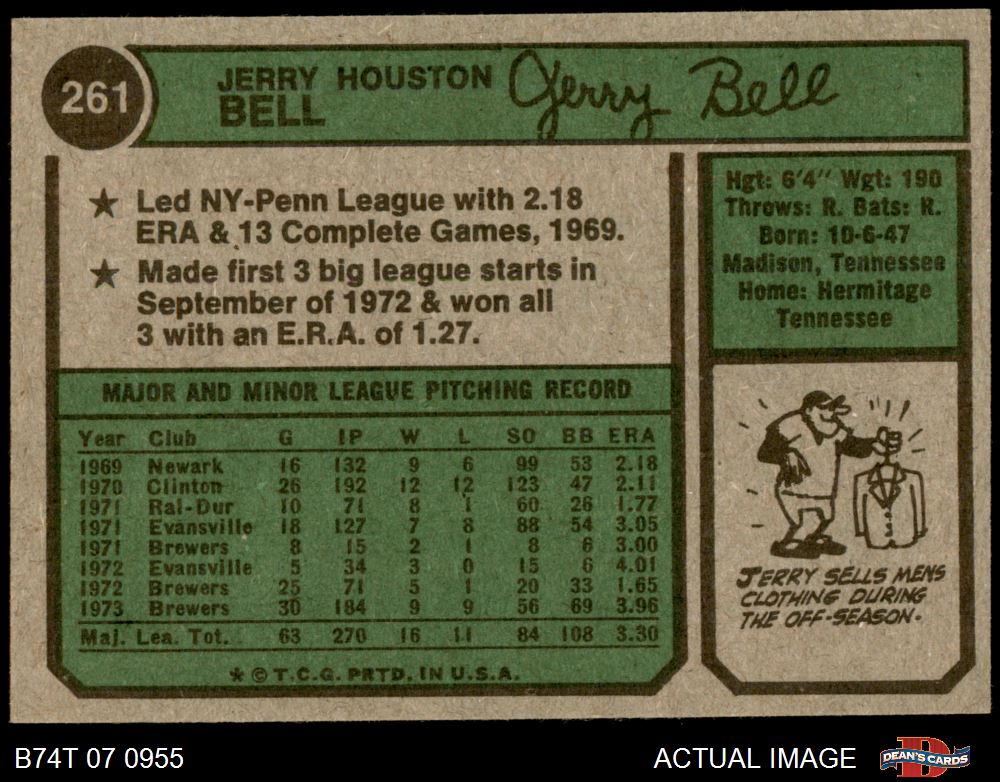 261
JERRY HOUSTON
BELL
Jerry Bell
★ Led NY-Penn League with 2.18
ERA & 13 Complete Games, 1969.
★ Made first 3 big league starts in
September of 1972 & won all
3 with an E.R.A. of 1.27.
Hgt: 6'4" Wgt: 190
Throws: R. Bats: R.
Born: 10-6-47
Madison, Tennessee
Home: Hermitage
Tennessee
MAJOR AND MINOR LEAGUE PITCHING RECORD
Year Club G IP W L SO BB ERA
1969 Newark 16 132 9 6 99 53 2.18
1970 Clinton 26 192 12 12 123 47 2.11
1971 Ral-Dur 10 71 8 1 60 26 1.77
1971 Evansville 18 127 7 8 88 54 3.05
1971 Brewers 8 15 2 1 8 6 3.00
1972 Evansville 5 34 3 0 15 6 4.01
1972 Brewers 25 71 5 1 20 33 1.65
1973 Brewers 30 184 9 9 56 69 3.96
Maj. Lea. Tot. 63 270 16 11 84 108 3.30
★ © T.C.G. PRTD. IN U.S.A.
JERRY SELLS MENS
CLOTHING DURING
THE OFF-SEASON.
B74T 07 0955
ACTUAL IMAGE
DEAN'S CARDS